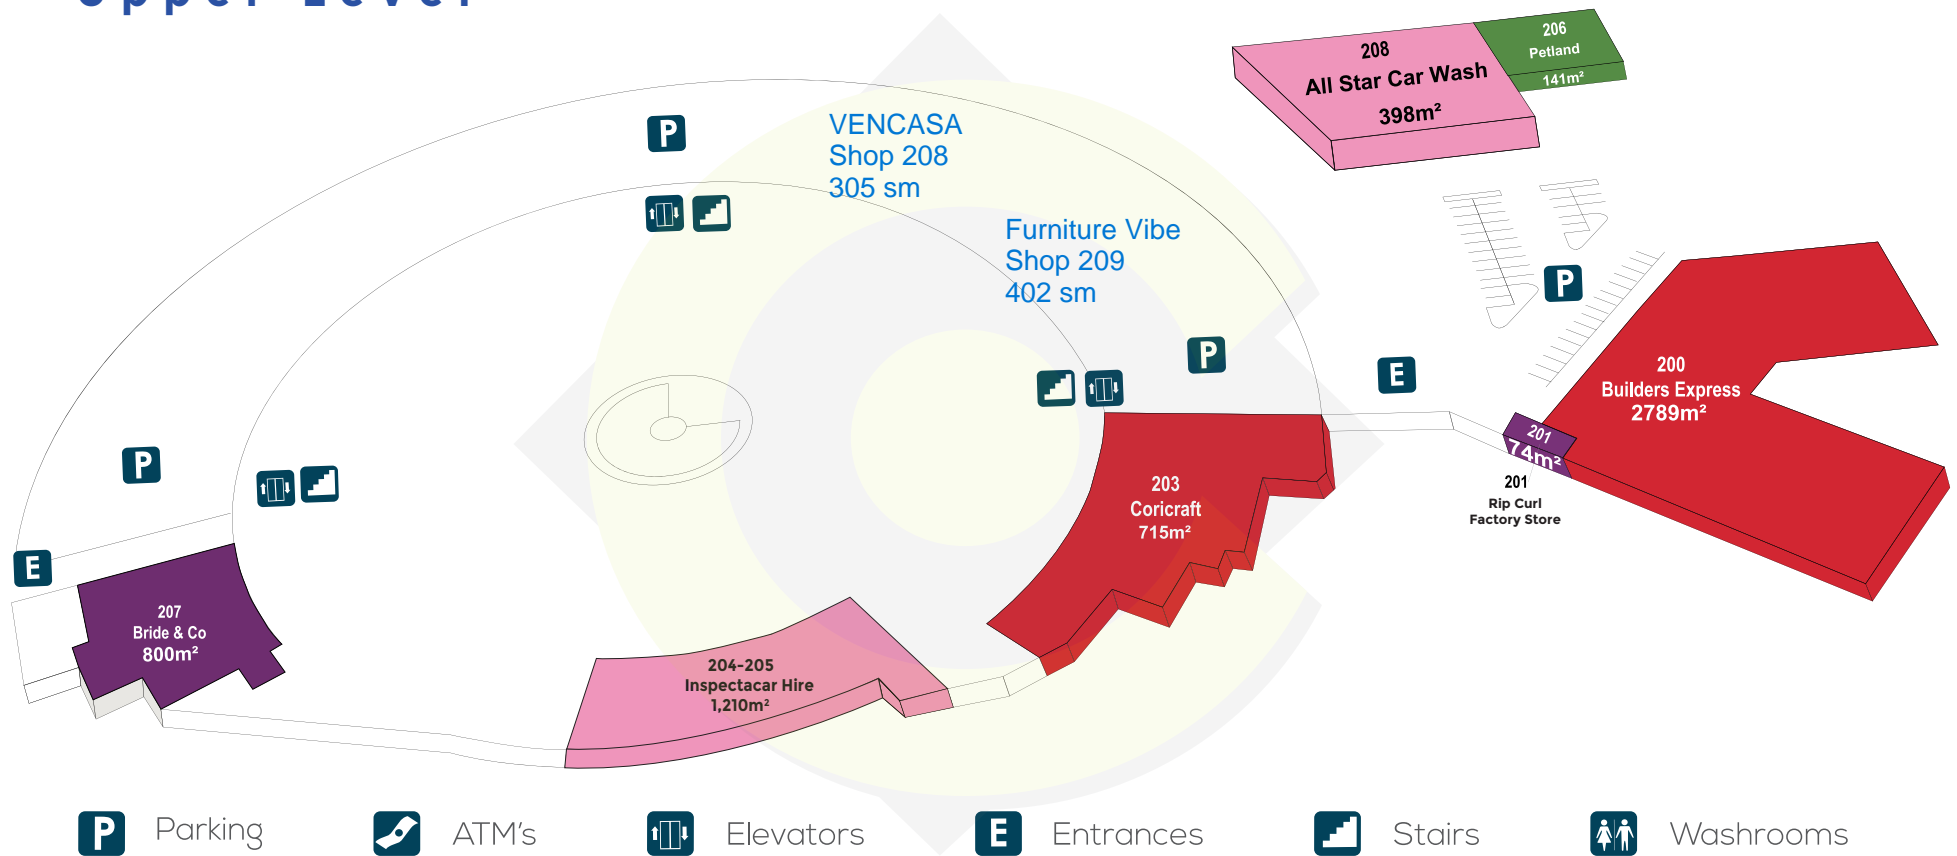 Upper Level
208
All Star Car Wash
398m²
206
Petland
141m²
P
VENCASA
Shop 208
305 sm
Furniture Vibe
Shop 209
402 sm
P
P
E
200
Builders Express
2789m²
201
74m²
201
Rip Curl
Factory Store
203
Coricraft
715m²
P
E
207
Bride & Co
800m²
204-205
Inspectacar Hire
1,210m²
P Parking
ATM's
Elevators
E Entrances
Stairs
Washrooms